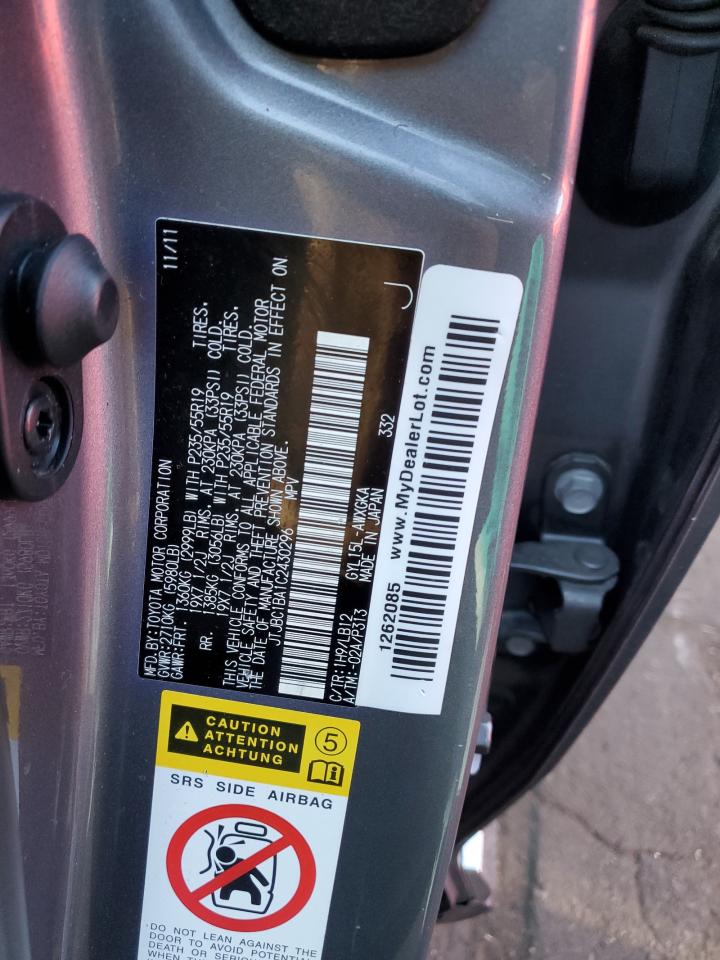 MFD.BY:TOYOTA MOTOR CORPORATION 11/11
GVWR:2710KG (5980LB)
GAWR:FRT. 1360KG (2999LB) WITH P235/55R19 TIRES,
19X7 1/2J RIMS, AT 230KPA (33PSI) COLD.
RR. 1385KG (3056LB) WITH P235/55R19 TIRES,
19X7 1/2J RIMS, AT 230KPA (33PSI) COLD.
THIS VEHICLE CONFORMS TO ALL APPLICABLE FEDERAL MOTOR
VEHICLE SAFETY AND THEFT PREVENTION STANDARDS IN EFFECT ON
THE DATE OF MANUFACTURE SHOWN ABOVE.
JTJBC1BA1C2430296 MPV
C/TR:1H9/LB12 GYL15L-AWXGKA 332
A/TM:-02A/P313 MADE IN JAPAN J
1262085 www.MyDealerLot.com
CAUTION
ATTENTION
ACHTUNG
5
SRS SIDE AIRBAG
DO NOT LEAN AGAINST THE
DOOR TO AVOID POTENTIAL
DEATH OR SERIOUS
WHEN